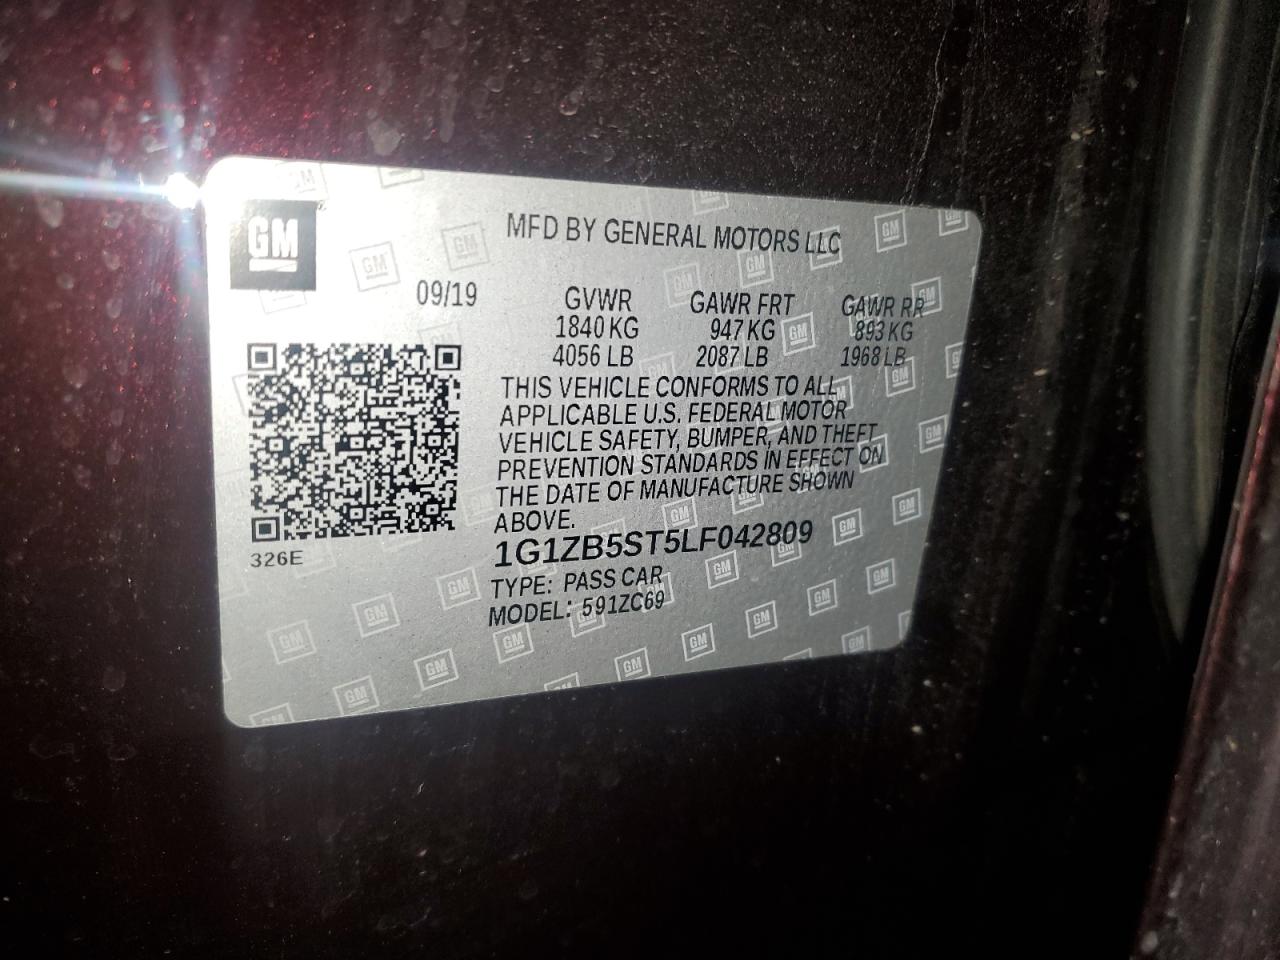 GM
MFD BY GENERAL MOTORS LLC
09/19
GVWR GAWR FRT GAWR RR
1840 KG 947 KG 893 KG
4056 LB 2087 LB 1968 LB
THIS VEHICLE CONFORMS TO ALL
APPLICABLE U.S. FEDERAL MOTOR
VEHICLE SAFETY, BUMPER, AND THEFT
PREVENTION STANDARDS IN EFFECT ON
THE DATE OF MANUFACTURE SHOWN
ABOVE.
1G1ZB5ST5LF042809
TYPE: PASS CAR
MODEL: 591ZC69
326E